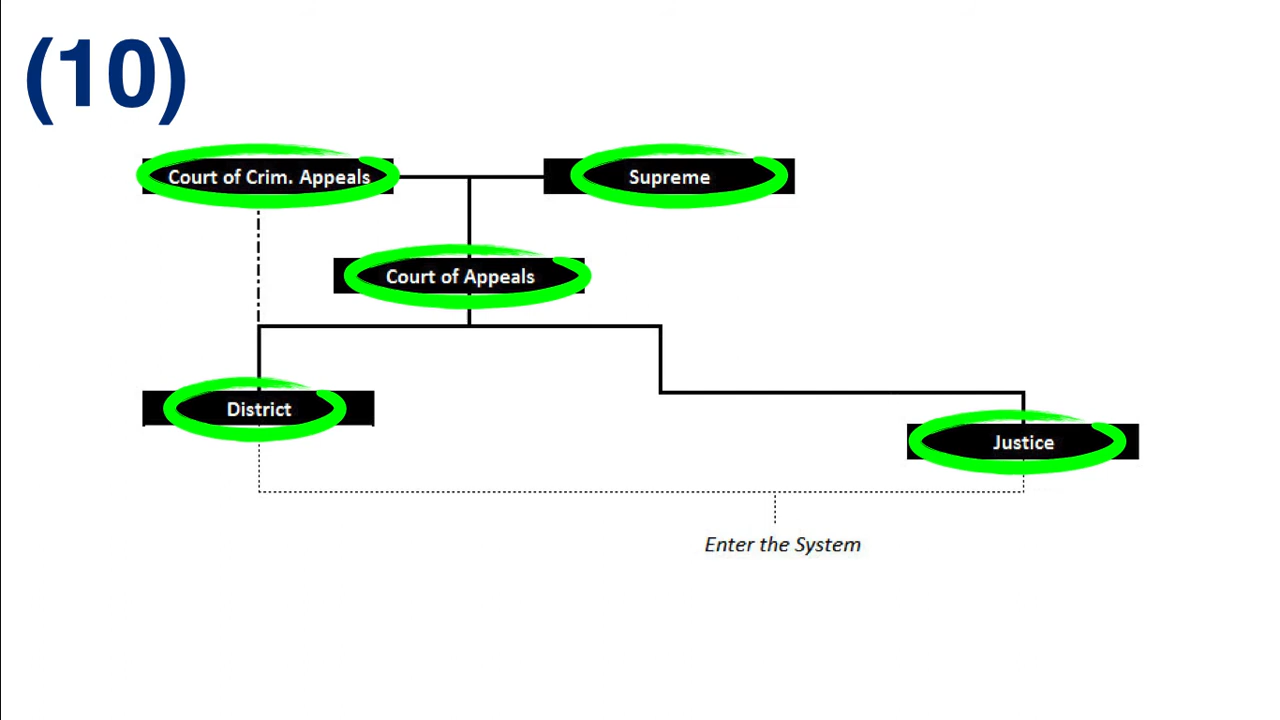 (10)
Court of Crim. Appeals
Supreme
Court of Appeals
District
Justice
Enter the System